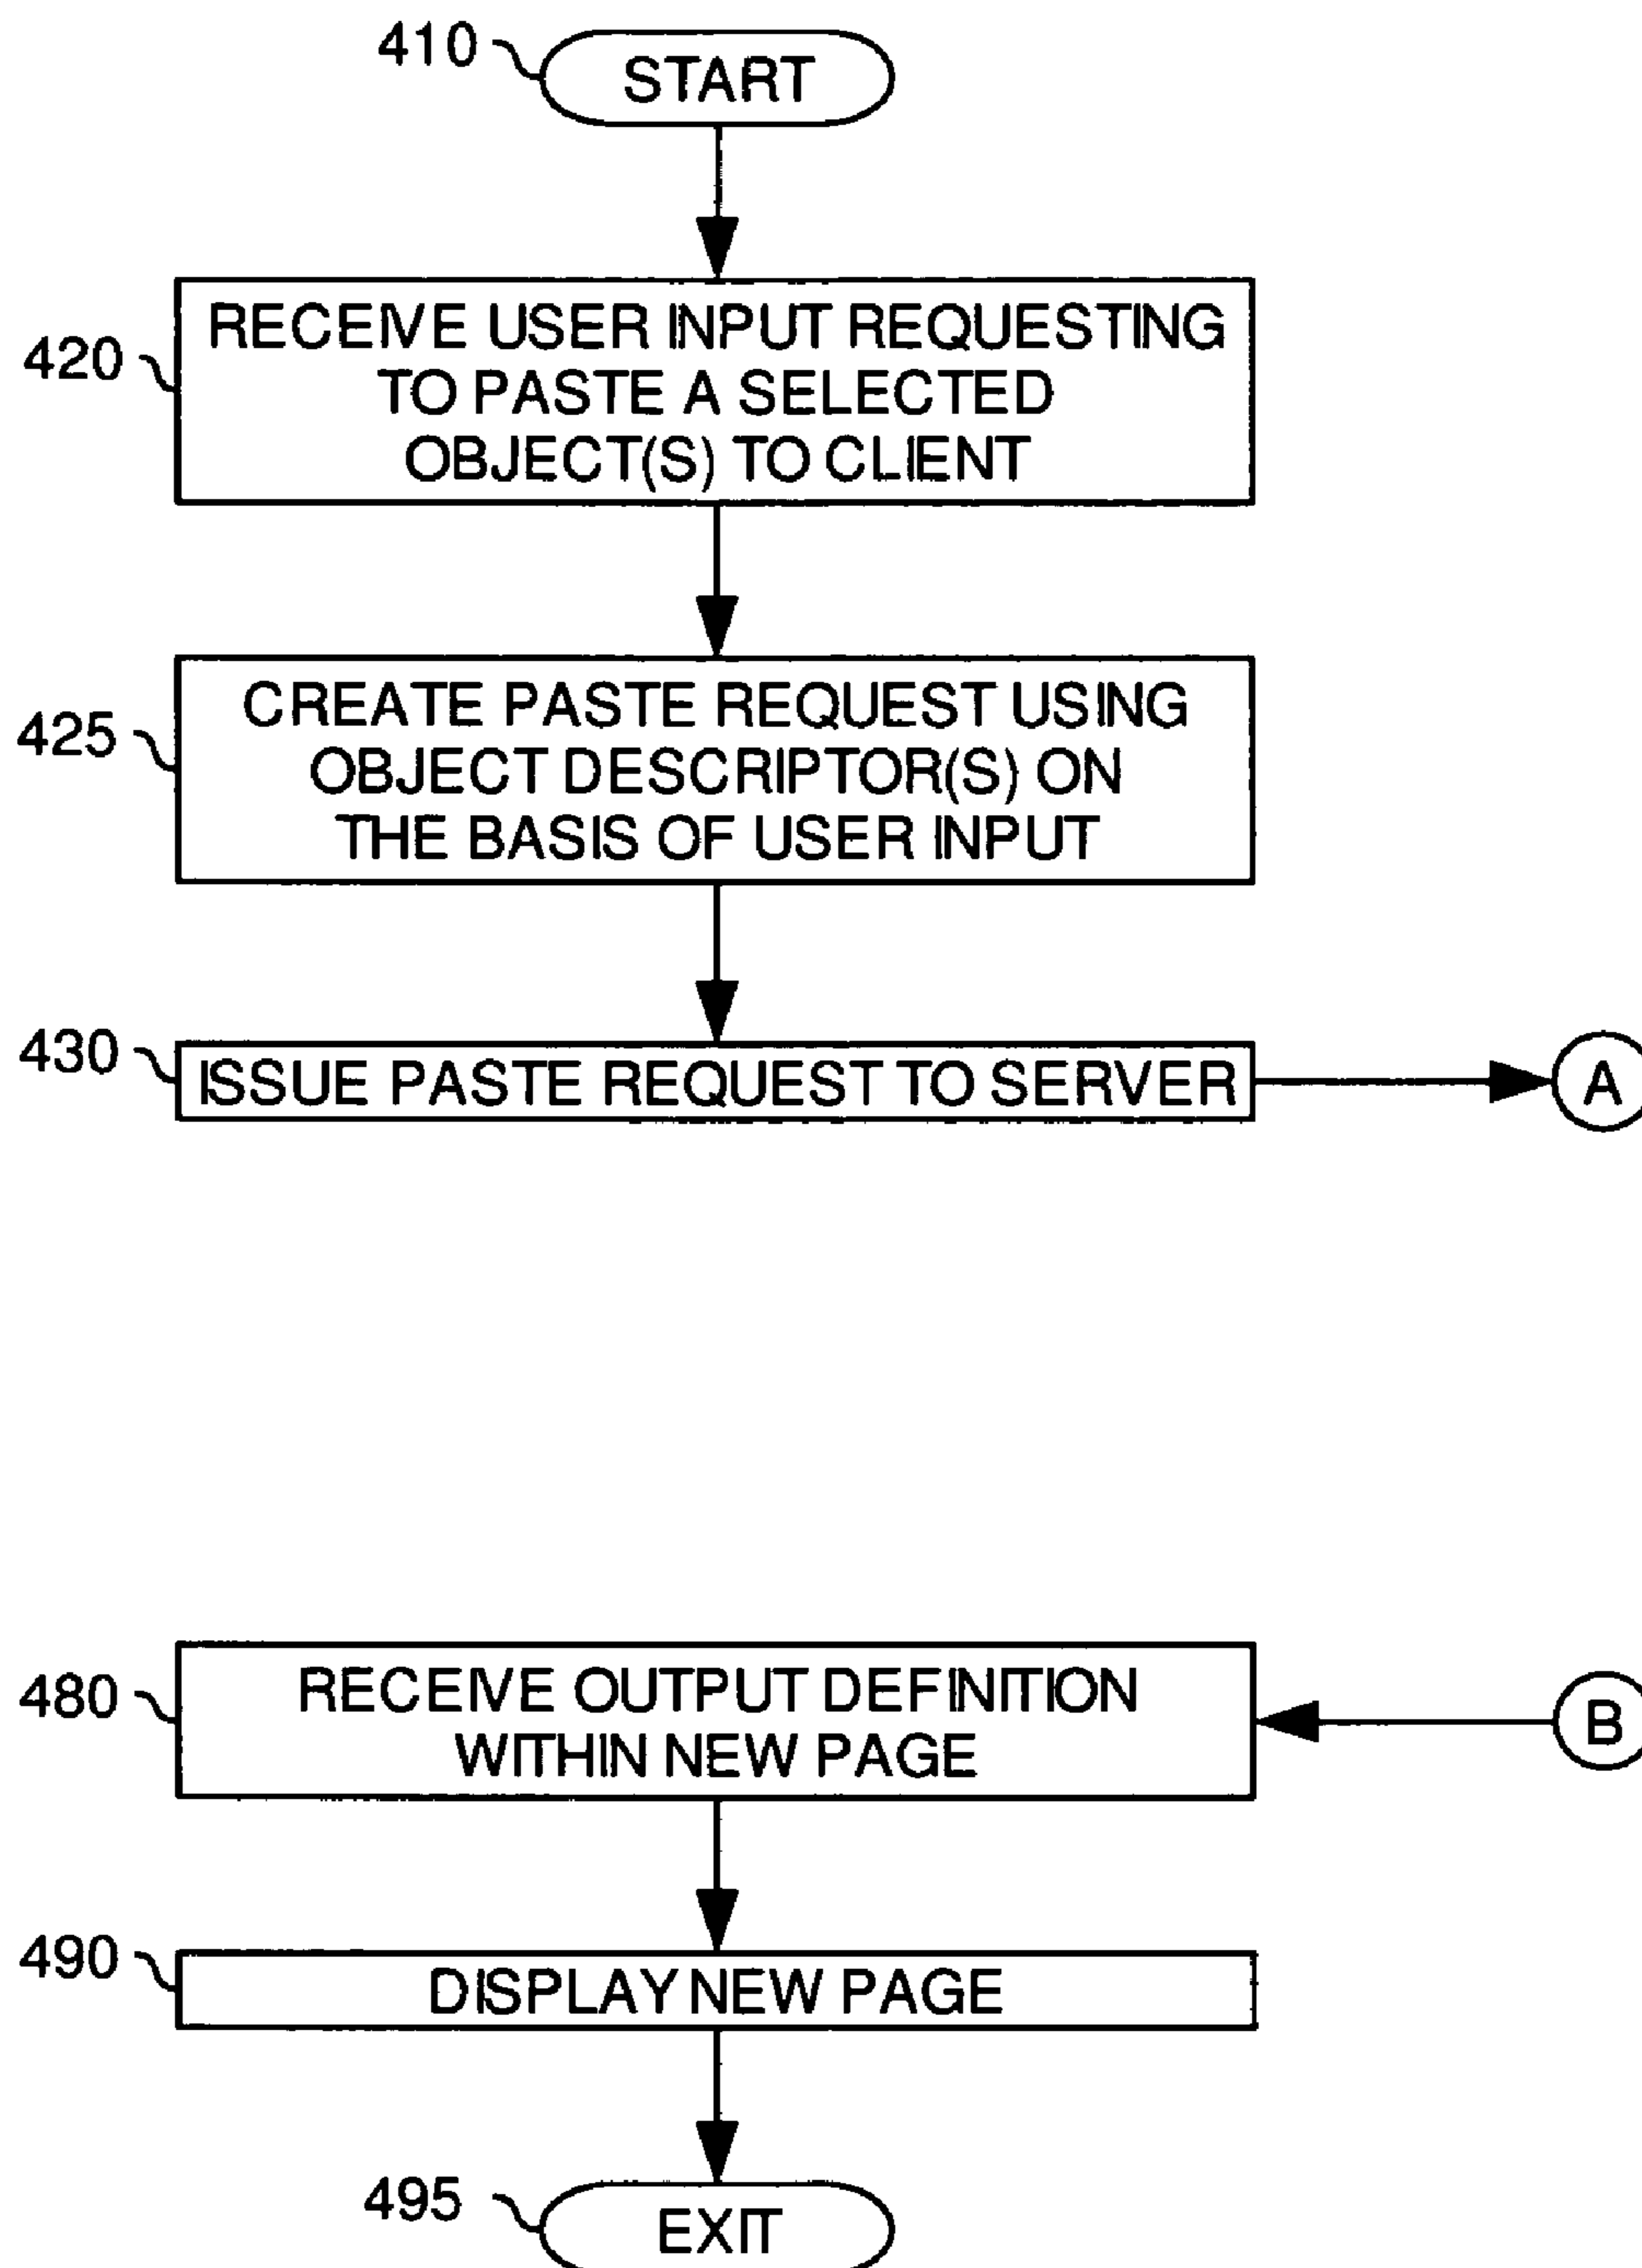 410
START
420
RECEIVE USER INPUT REQUESTING
TO PASTE A SELECTED
OBJECT(S) TO CLIENT
425
CREATE PASTE REQUEST USING
OBJECT DESCRIPTOR(S) ON
THE BASIS OF USER INPUT
430
ISSUE PASTE REQUEST TO SERVER
A
480
RECEIVE OUTPUT DEFINITION
WITHIN NEW PAGE
B
490
DISPLAY NEW PAGE
495
EXIT